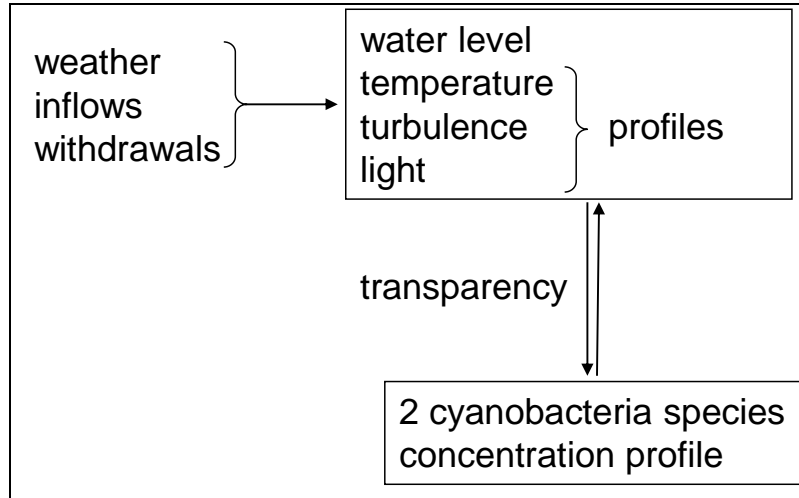 weather
inflows
withdrawals
water level
temperature
turbulence
light
profiles
transparency
2 cyanobacteria species
concentration profile